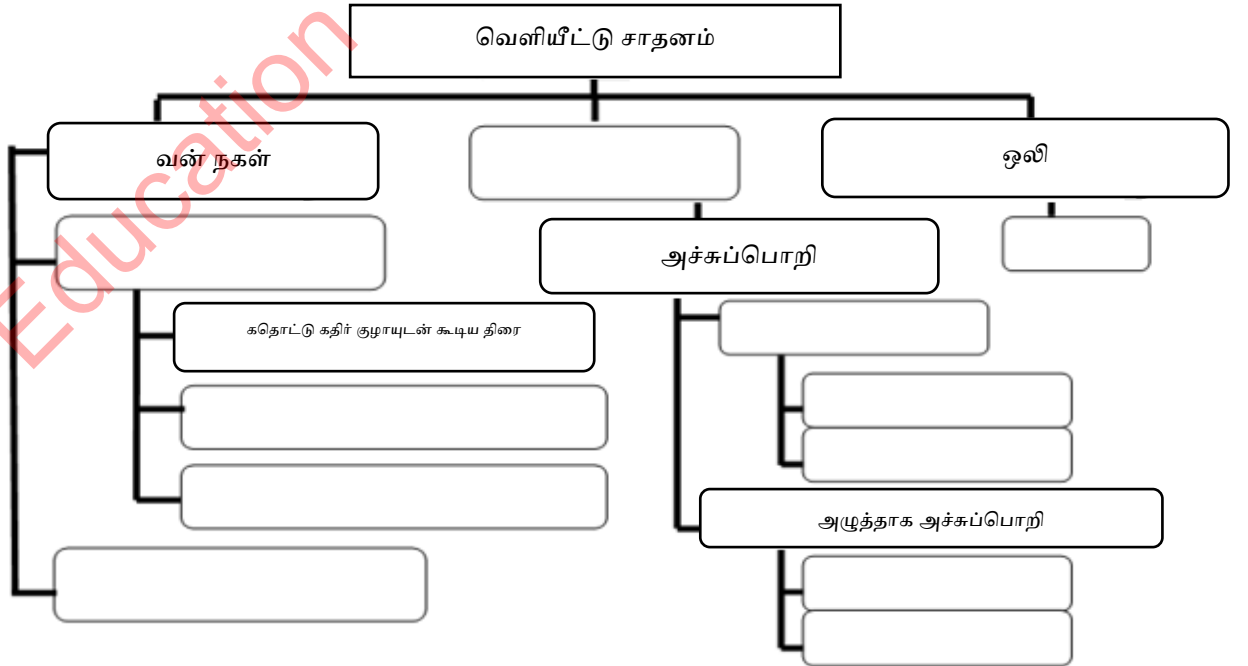 வெளியீட்டு சாதனம்
வன் நகள்
ஒலி
அச்சுப்பொறி
கதொட்டு கதிர் குழாயுடன் கூடிய திரை
அழுத்தாக அச்சுப்பொறி
Education